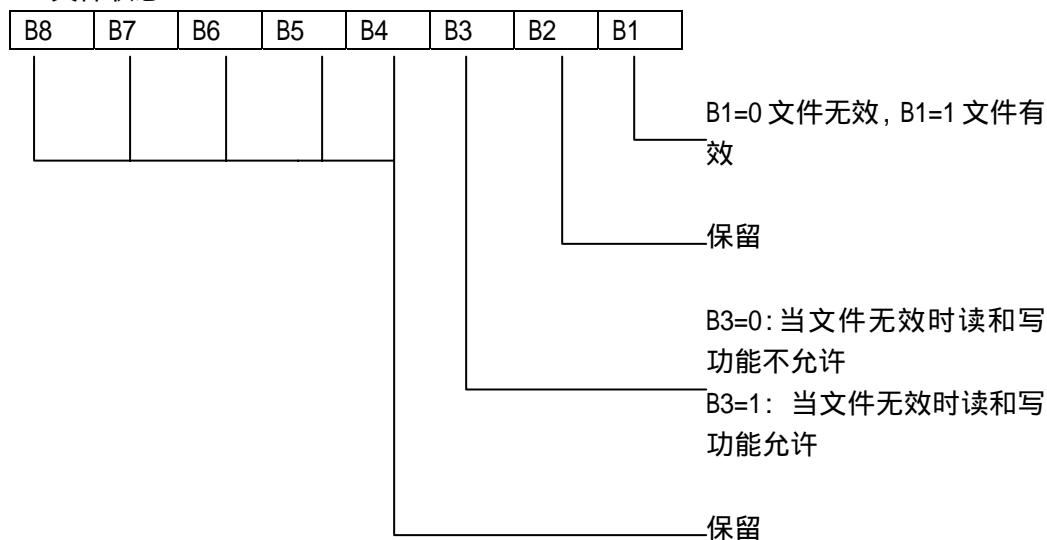 B8 B7 B6 B5 B4 B3 B2 B1
B1=0 文件无效, B1=1 文件有
效
保留
B3=0: 当文件无效时读和写
功能不允许
B3=1: 当文件无效时读和写
功能允许
保留